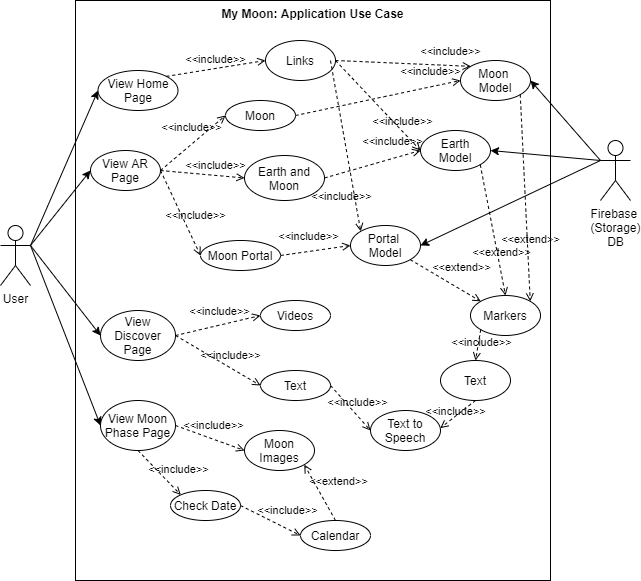 My Moon: Application Use Case
<<include>>
<<include>>
Links
<<include>>
View Home
Page
Moon
Model
Moon
<<include>>
<<include>>
Earth
Model
View AR
Page
<<include>>
Earth and
Moon
<<include>>
Firebase
(Storage)
DB
<<include>>
Moon Portal
<<include>>
Portal
Model
<<extend>>
<<extend>>
<<extend>>
User
<<include>>
Videos
Markers
View
Discover
Page
<<include>>
<<include>>
Text
Text
<<include>>
<<include>>
View Moon
Phase Page
<<include>>
Text to
Speech
Moon
Images
<<include>>
<<extend>>
Check Date
<<include>>
Calendar